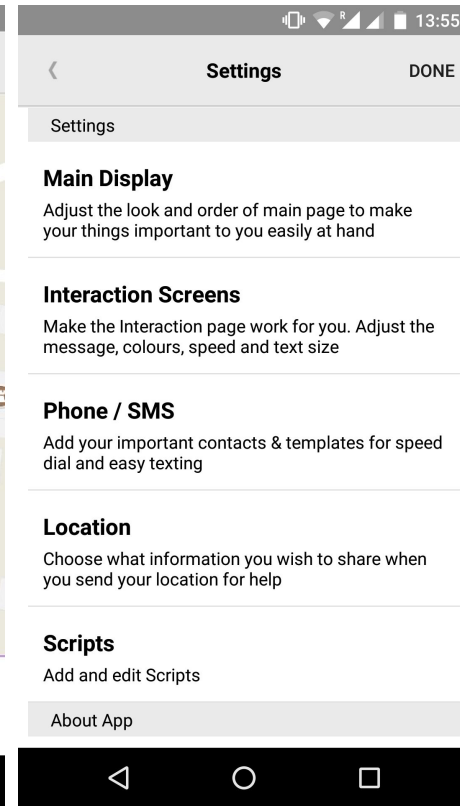 R
13:55
Settings
DONE
Settings
Main Display
Adjust the look and order of main page to make
your things important to you easily at hand
Interaction Screens
Make the Interaction page work for you. Adjust the
message, colours, speed and text size
Phone / SMS
Add your important contacts & templates for speed
dial and easy texting
Location
Choose what information you wish to share when
you send your location for help
Scripts
Add and edit Scripts
About App